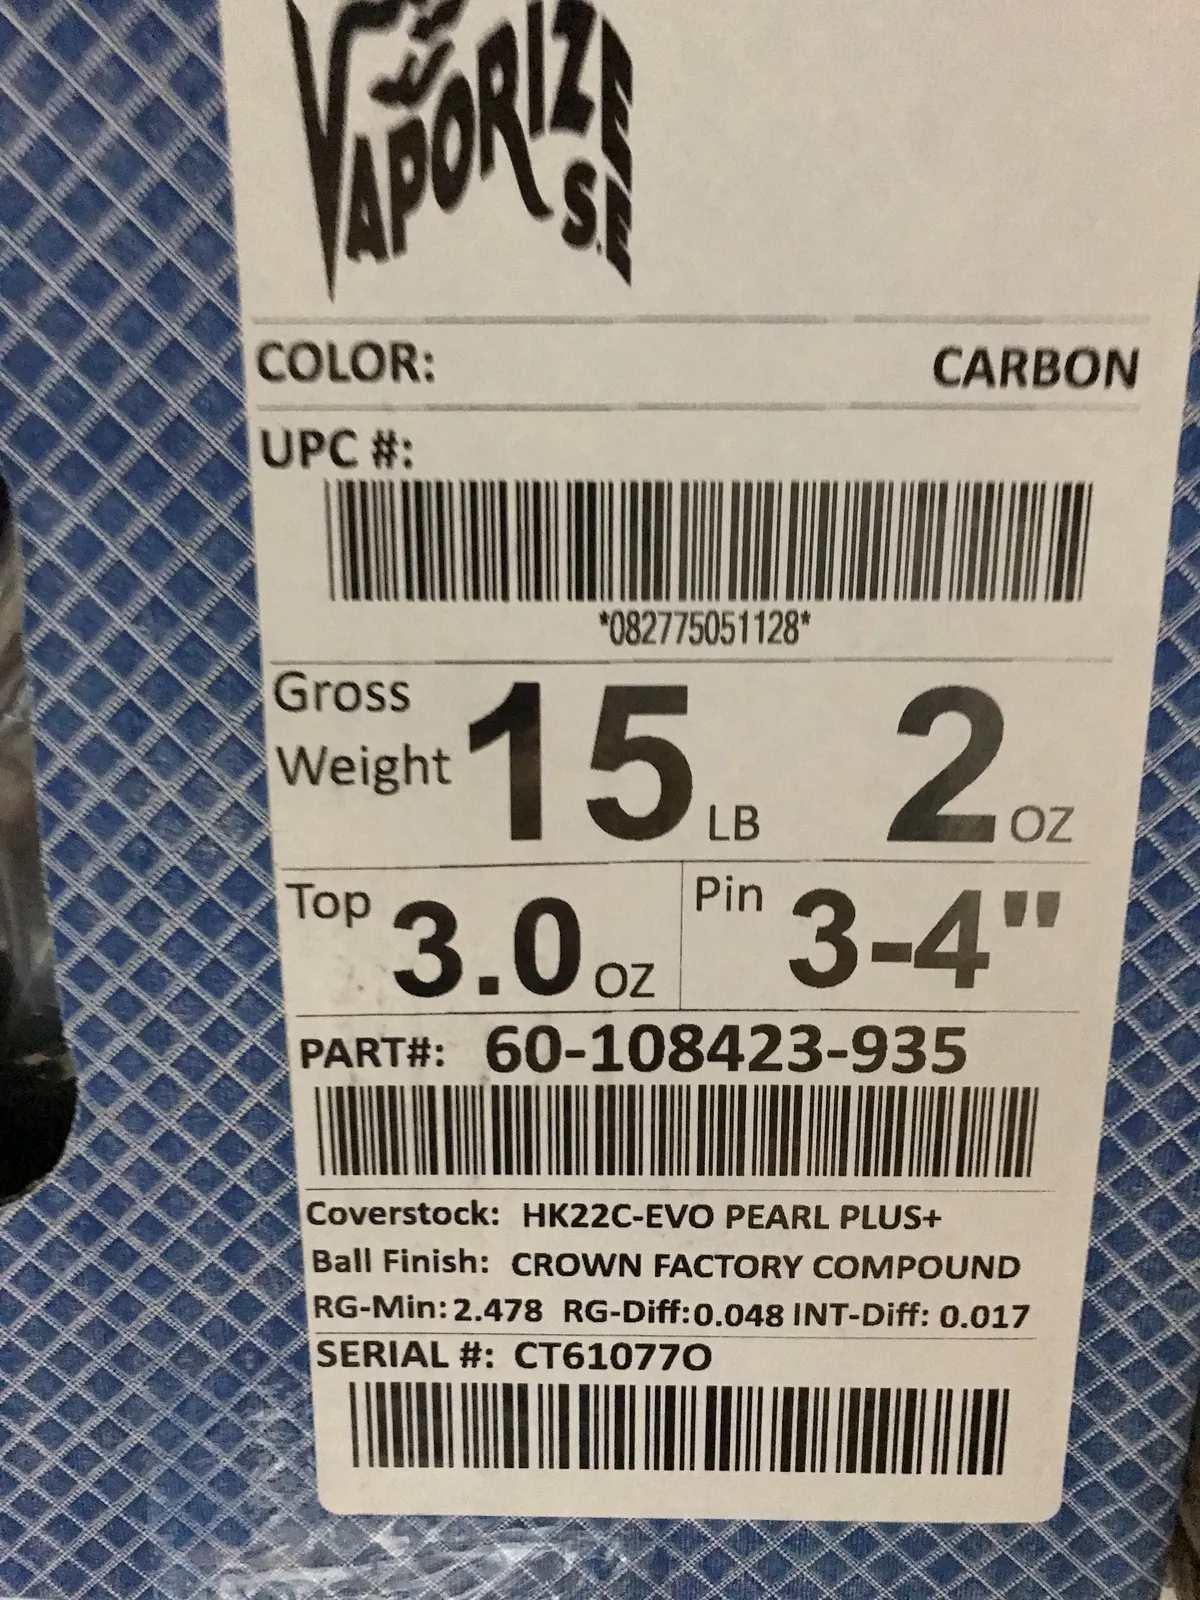 VAPORIZE
S.E
COLOR: CARBON
UPC #:
*082775051128*
Gross Weight 15 LB 2 OZ
Top 3.0 OZ Pin 3-4"
PART#: 60-108423-935
Coverstock: HK22C-EVO PEARL PLUS+
Ball Finish: CROWN FACTORY COMPOUND
RG-Min: 2.478 RG-Diff: 0.048 INT-Diff: 0.017
SERIAL #: CT61077O